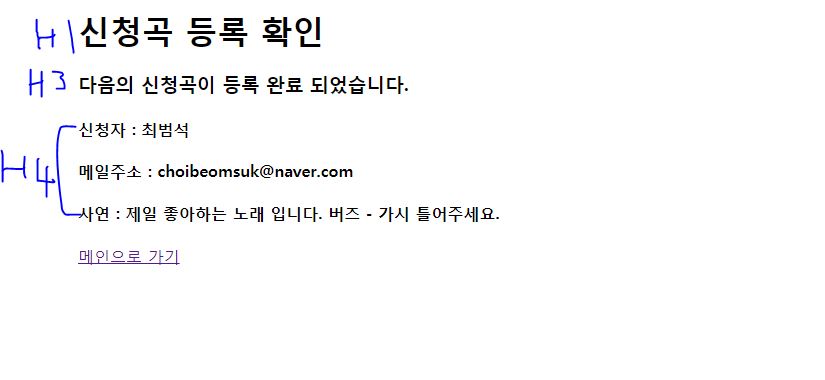 H1 신청곡 등록 확인
H3 다음의 신청곡이 등록 완료 되었습니다.
신청자 : 최범석
H4 메일주소 : choibeomsuk@naver.com
사연 : 제일 좋아하는 노래 입니다. 버즈 - 가시 틀어주세요.
메인으로 가기